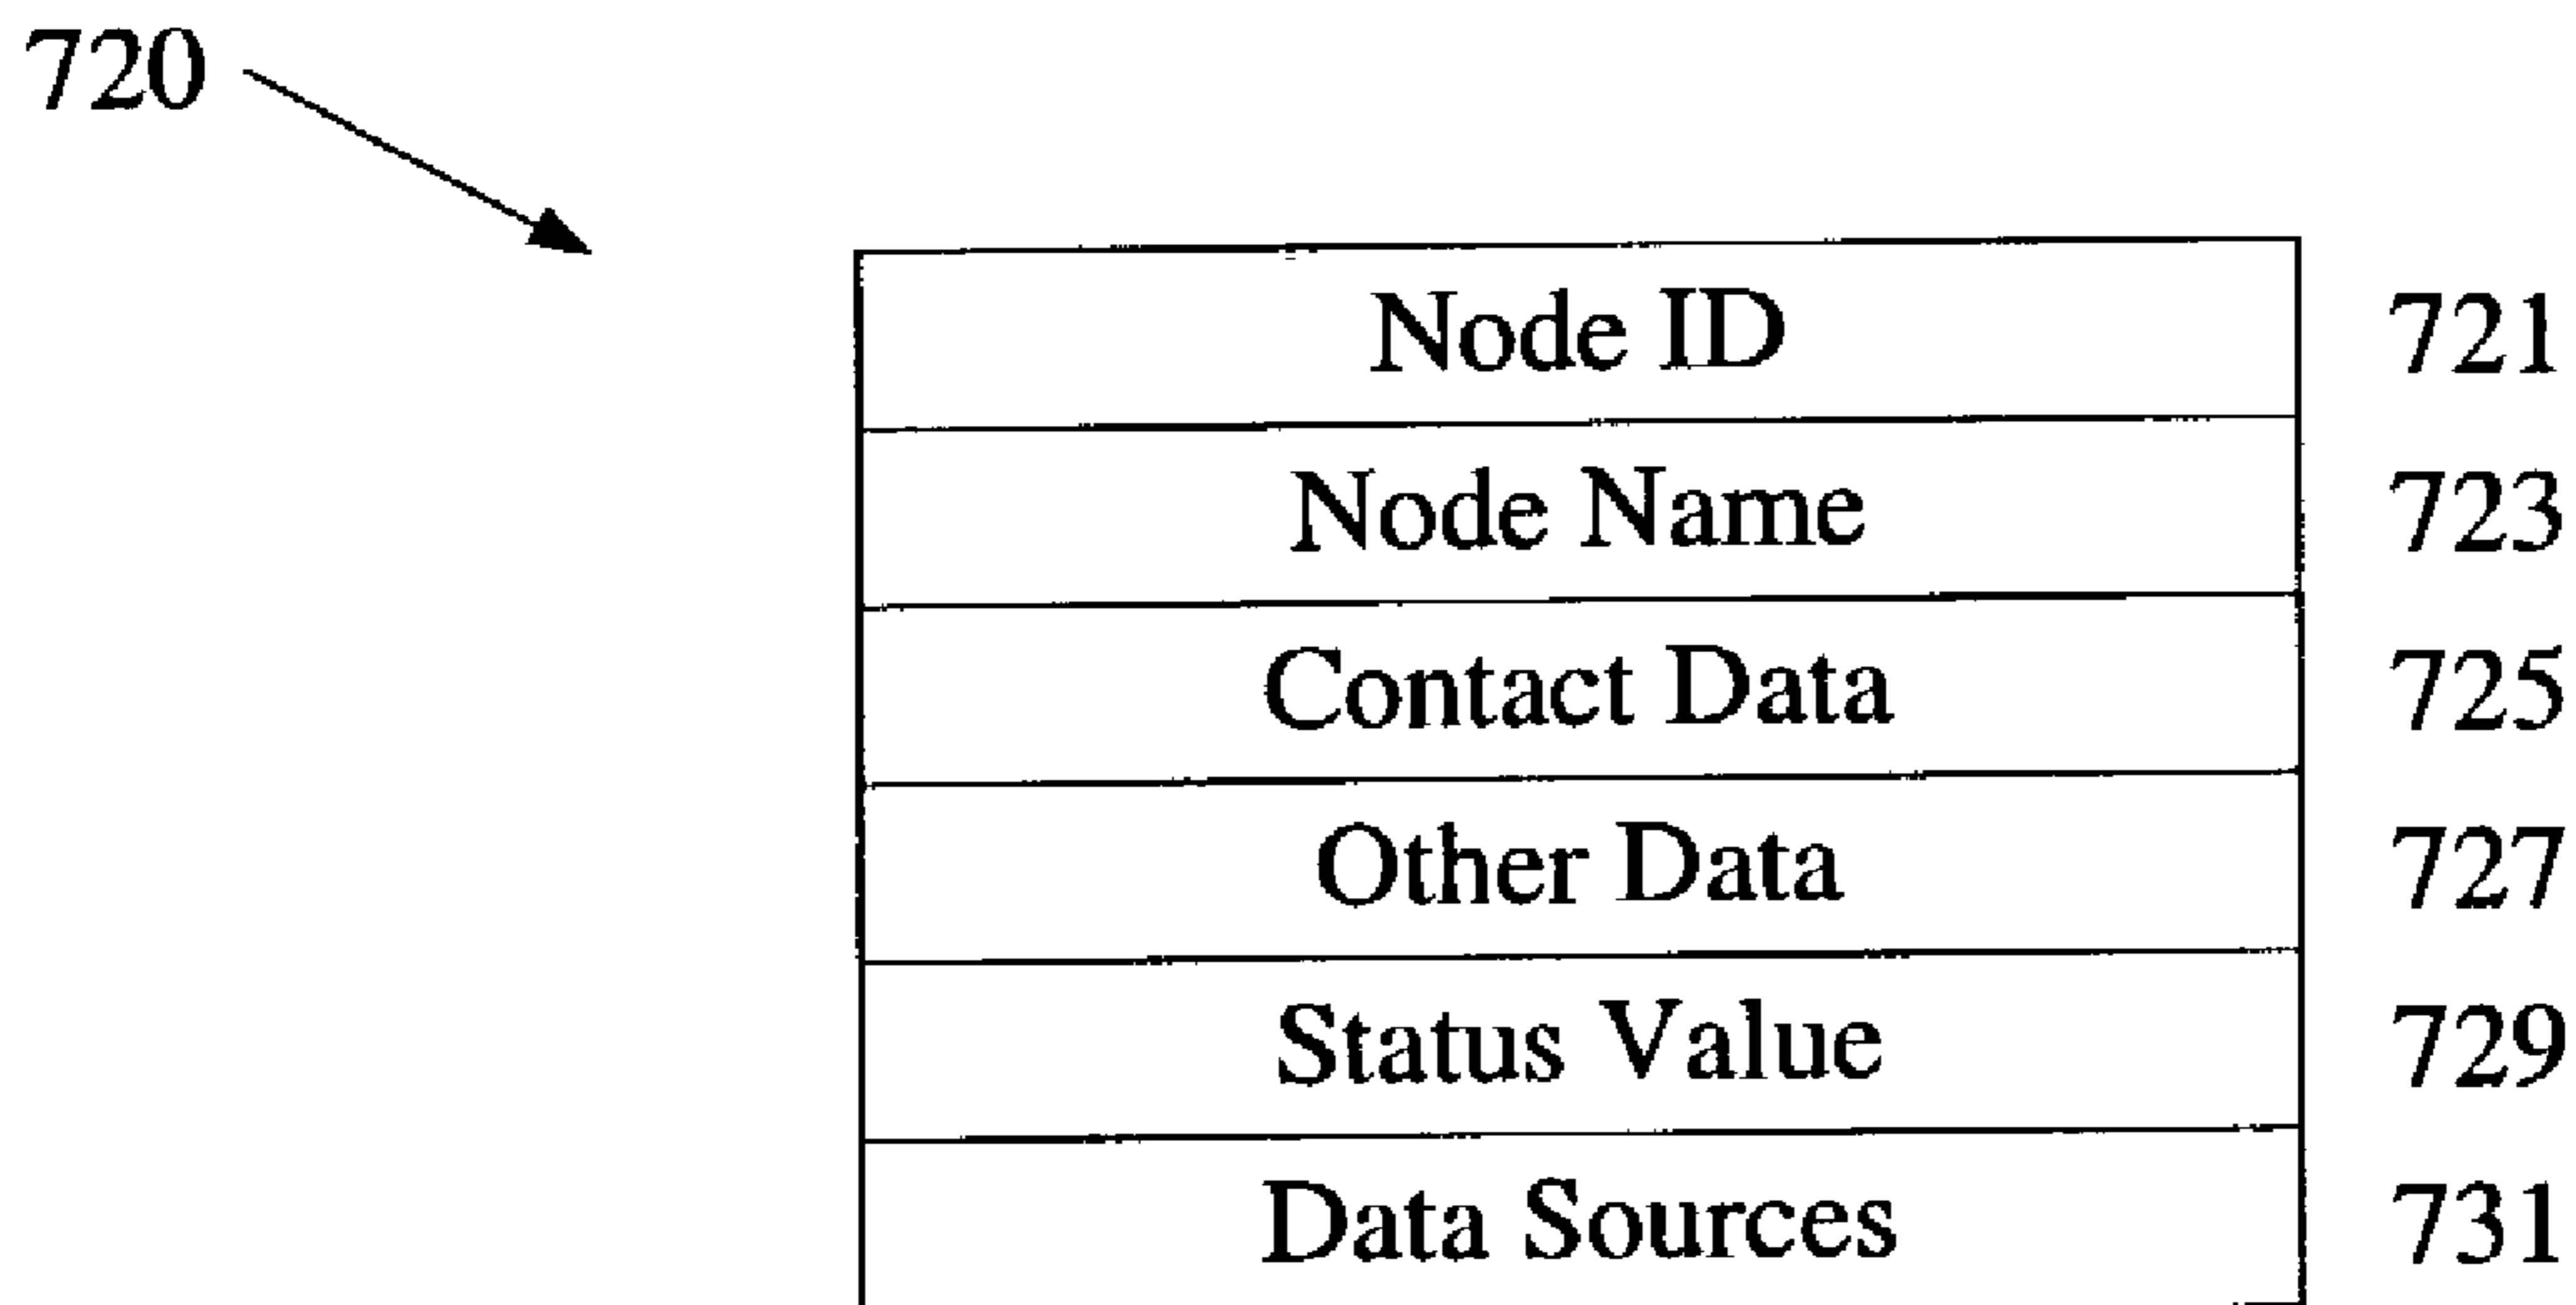 720
Node ID 721
Node Name 723
Contact Data 725
Other Data 727
Status Value 729
Data Sources 731